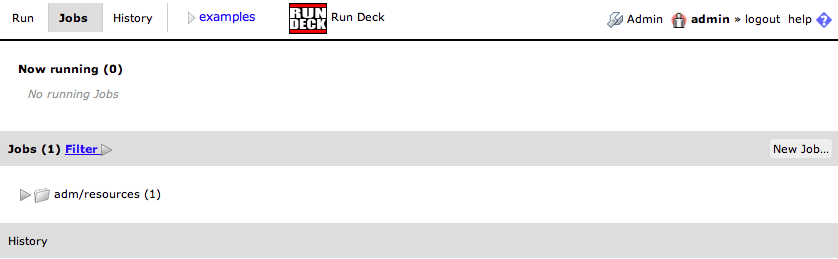 Run Jobs History examples RUN DECK Run Deck Admin admin » logout help ?
Now running (0)
No running Jobs
Jobs (1) Filter New Job...
adm/resources (1)
History